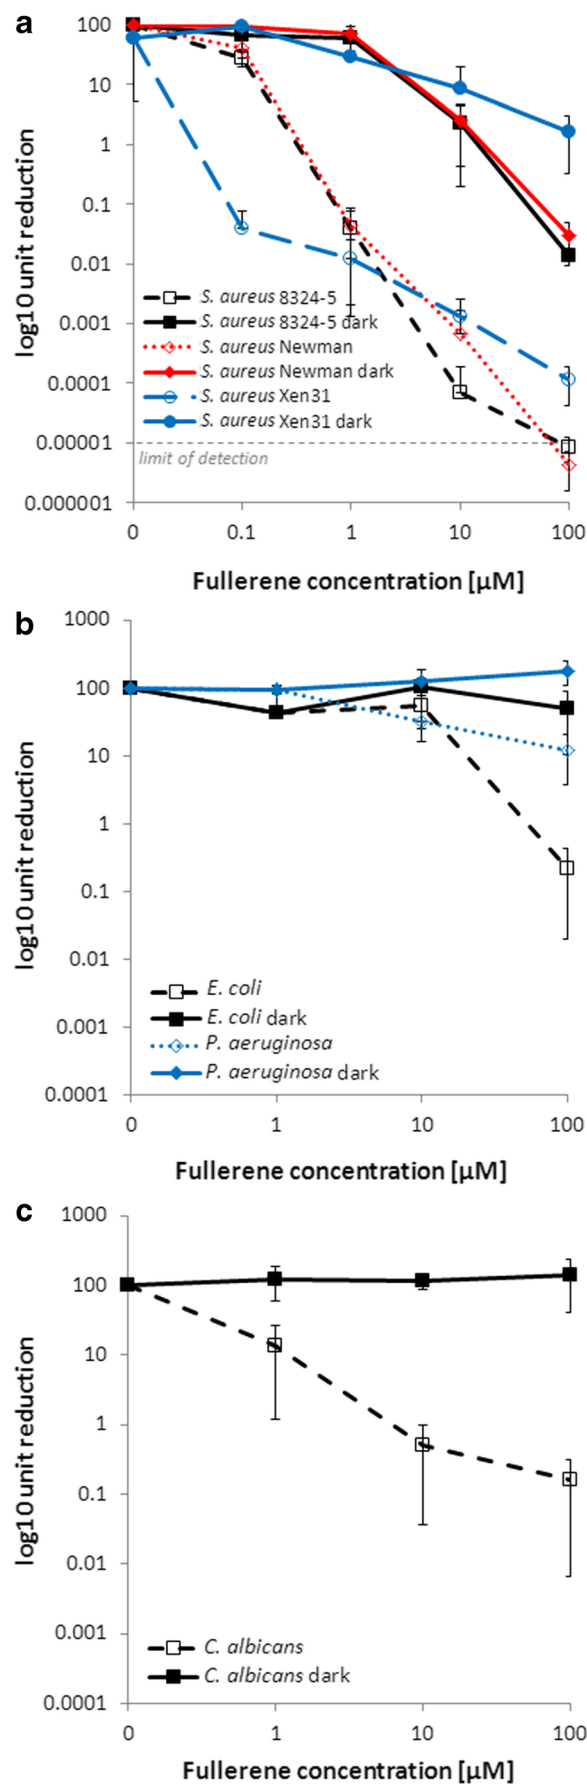 a
log10 unit reduction
100
10
1
0.1
0.01
0.001
0.0001
0.00001
0.000001
S. aureus 8324-5
S. aureus 8324-5 dark
S. aureus Newman
S. aureus Newman dark
S. aureus Xen31
S. aureus Xen31 dark
limit of detection
0 0.1 1 10 100
Fullerene concentration [µM]
b
log10 unit reduction
1000
100
10
1
0.1
0.01
0.001
0.0001
E. coli
E. coli dark
P. aeruginosa
P. aeruginosa dark
0 1 10 100
Fullerene concentration [µM]
c
log10 unit reduction
1000
100
10
1
0.1
0.01
0.001
0.0001
C. albicans
C. albicans dark
0 1 10 100
Fullerene concentration [µM]